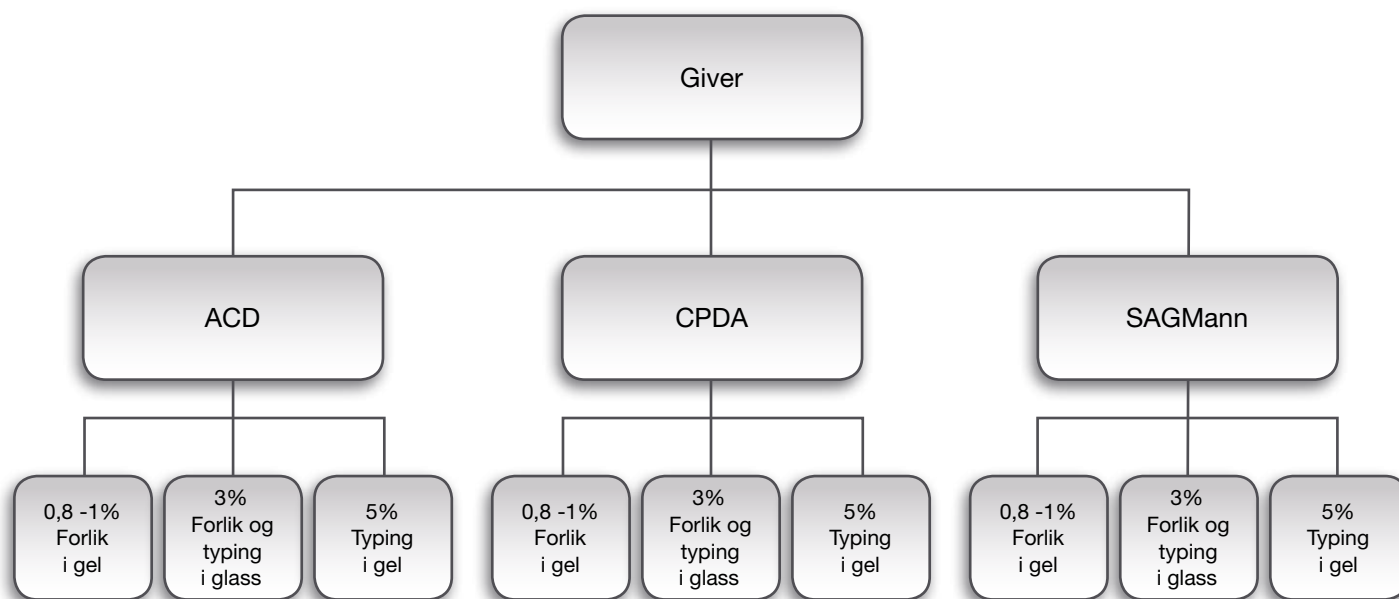 Giver
ACD
CPDA
SAGMann
0,8 -1%
Forlik
i gel
3%
Forlik og
typing
i glass
5%
Typing
i gel
0,8 -1%
Forlik
i gel
3%
Forlik og
typing
i glass
5%
Typing
i gel
0,8 -1%
Forlik
i gel
3%
Forlik og
typing
i glass
5%
Typing
i gel